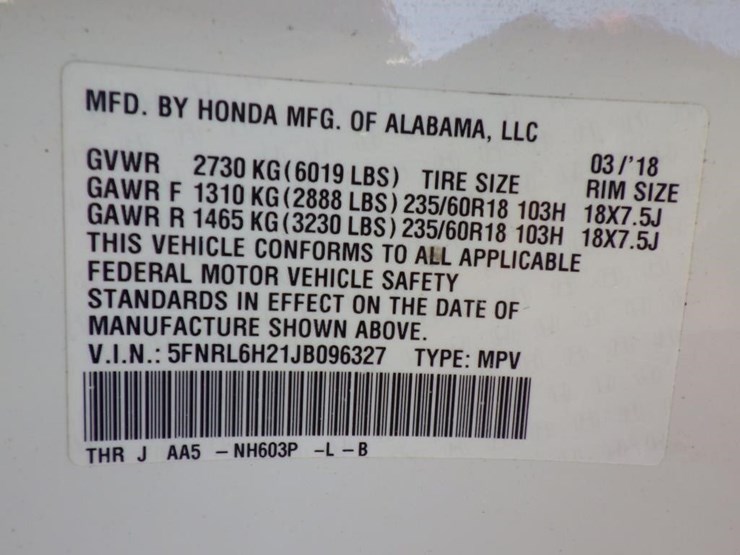 MFD. BY HONDA MFG. OF ALABAMA, LLC
03/'18
GVWR 2730 KG(6019 LBS) TIRE SIZE RIM SIZE
GAWR F 1310 KG(2888 LBS) 235/60R18 103H 18X7.5J
GAWR R 1465 KG(3230 LBS) 235/60R18 103H 18X7.5J
THIS VEHICLE CONFORMS TO ALL APPLICABLE
FEDERAL MOTOR VEHICLE SAFETY
STANDARDS IN EFFECT ON THE DATE OF
MANUFACTURE SHOWN ABOVE.
V.I.N.: 5FNRL6H21JB096327 TYPE: MPV
THR J AA5 -NH603P -L-B